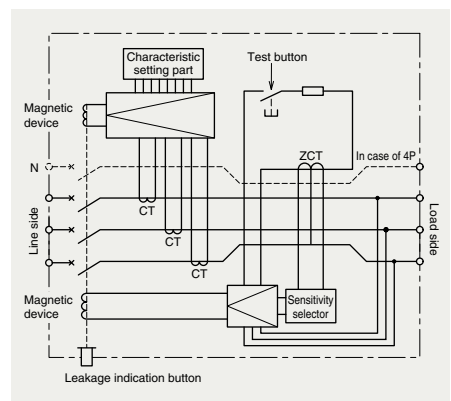 Characteristic
setting part
Test button
Magnetic
device
N
ZCT
In case of 4P
CT
CT
CT
Line side
Load side
Magnetic
device
Sensitivity
selector
Leakage indication button